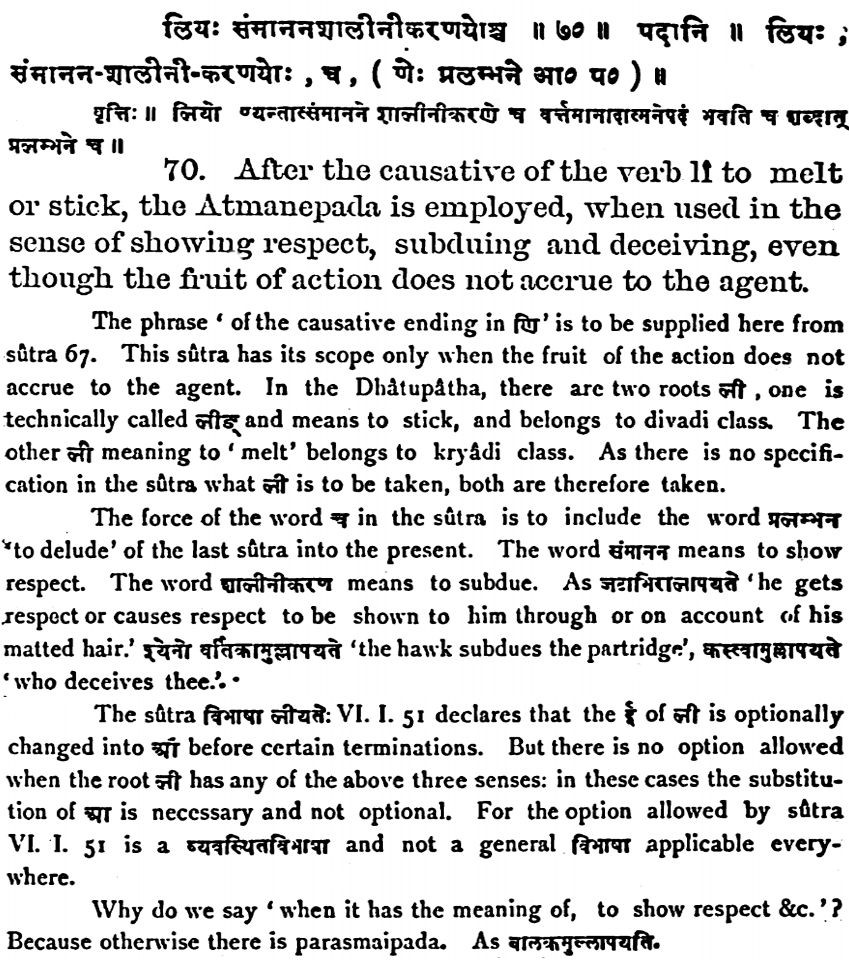 लियः संमाननशालीनीकरणयोश्च ॥ ७० ॥ पदानि ॥ लियः ,
संमानन-शालीनी-करणयोः , च , ( णेः प्रलम्भने आ० प० ) ॥
वृत्तिः ॥ लियो ण्यन्तात्संमानने शालीनीकरणे च वर्त्तमानादात्मनेपदं भवति च शब्दात्
प्रलम्भने च ॥
70. After the causative of the verb lî to melt
or stick, the Atmanepada is employed, when used in the
sense of showing respect, subduing and deceiving, even
though the fruit of action does not accrue to the agent.
The phrase ‘ of the causative ending in णि’ is to be supplied here from
sûtra 67. This sûtra has its scope only when the fruit of the action does not
accrue to the agent. In the Dhâtupâtha, there are two roots ली , one is
technically called लीङ् and means to stick, and belongs to divadi class. The
other ली meaning to ‘ melt’ belongs to kryâdi class. As there is no specifi-
cation in the sûtra what ली is to be taken, both are therefore taken.
The force of the word च in the sûtra is to include the word प्रलम्भन
‘to delude’ of the last sûtra into the present. The word संमानन means to show
respect. The word शालीनीकरण means to subdue. As जटाभिरालापयते ‘he gets
respect or causes respect to be shown to him through or on account of his
matted hair.’ श्येनो वर्तिकामुल्लापयते ‘the hawk subdues the partridge’, कस्त्वामुल्लापयते
‘who deceives thee.’
The sûtra विभाषा लीयतेः VI. I. 51 declares that the ई of ली is optionally
changed into आ before certain terminations. But there is no option allowed
when the root ली has any of the above three senses: in these cases the substitu-
tion of आ is necessary and not optional. For the option allowed by sûtra
VI. I. 51 is a व्यवस्थितविभाषा and not a general विभाषा applicable every-
where.
Why do we say ‘ when it has the meaning of, to show respect &c. ’?
Because otherwise there is parasmaipada. As बालकमुल्लापयति.